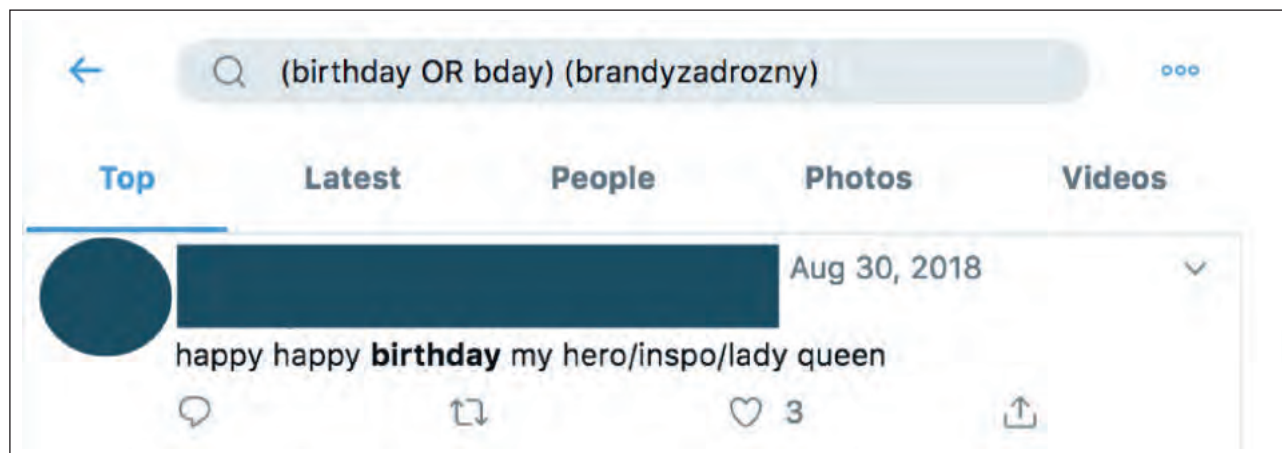 (birthday OR bday) (brandyzadrozny)
Top Latest People Photos Videos
Aug 30, 2018
happy happy birthday my hero/inspo/lady queen
3